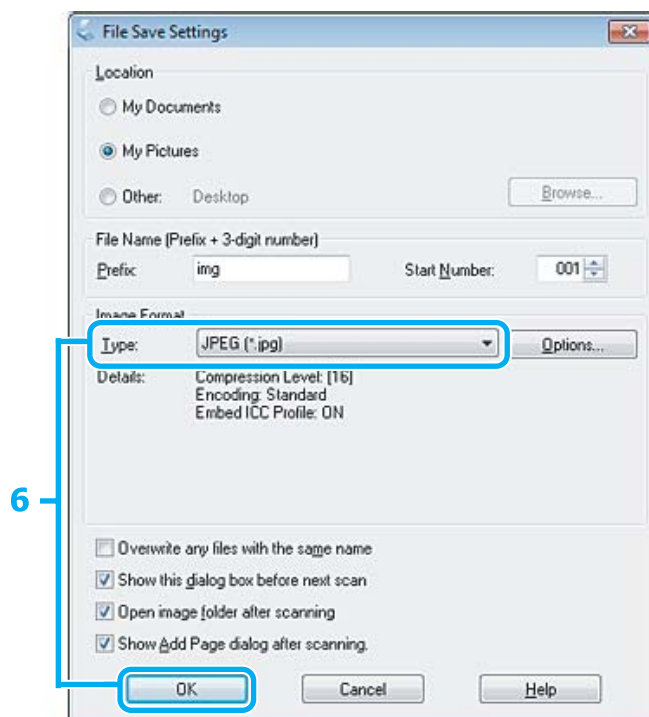 File Save Settings
Location
My Documents
My Pictures
Other: Desktop Browse...
File Name (Prefix + 3-digit number)
Prefix: img Start Number: 001
Image Format
Type: JPEG (*.jpg) Options...
Details: Compression Level: [16]
Encoding: Standard
Embed ICC Profile: ON
6
Overwrite any files with the same name
Show this dialog box before next scan
Open image folder after scanning
Show Add Page dialog after scanning.
OK Cancel Help